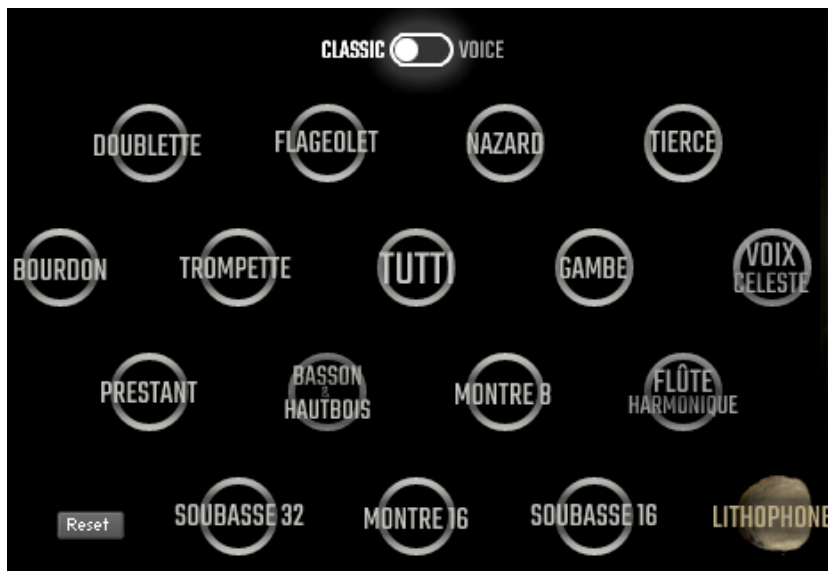 CLASSIC VOICE
DOUBLETTE FLAGEOLET NAZARD TIERCE
BOURDON TROMPETTE TUTTI GAMBE VOIX CELESTE
PRESTANT BASSON & HAUTBOIS MONTRE 8 FLÛTE HARMONIQUE
Reset SOUBASSE 32 MONTRE 16 SOUBASSE 16 LITHOPHONE